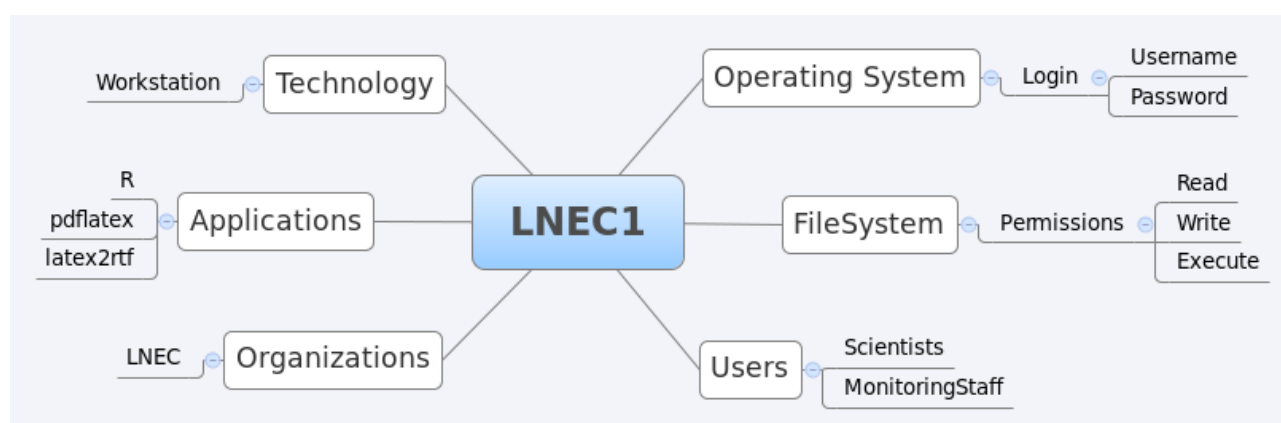 Technology
Workstation
Applications
R
pdflatex
latex2rtf
Organizations
LNEC
LNEC1
Operating System
Login
Username
Password
FileSystem
Permissions
Read
Write
Execute
Users
Scientists
MonitoringStaff